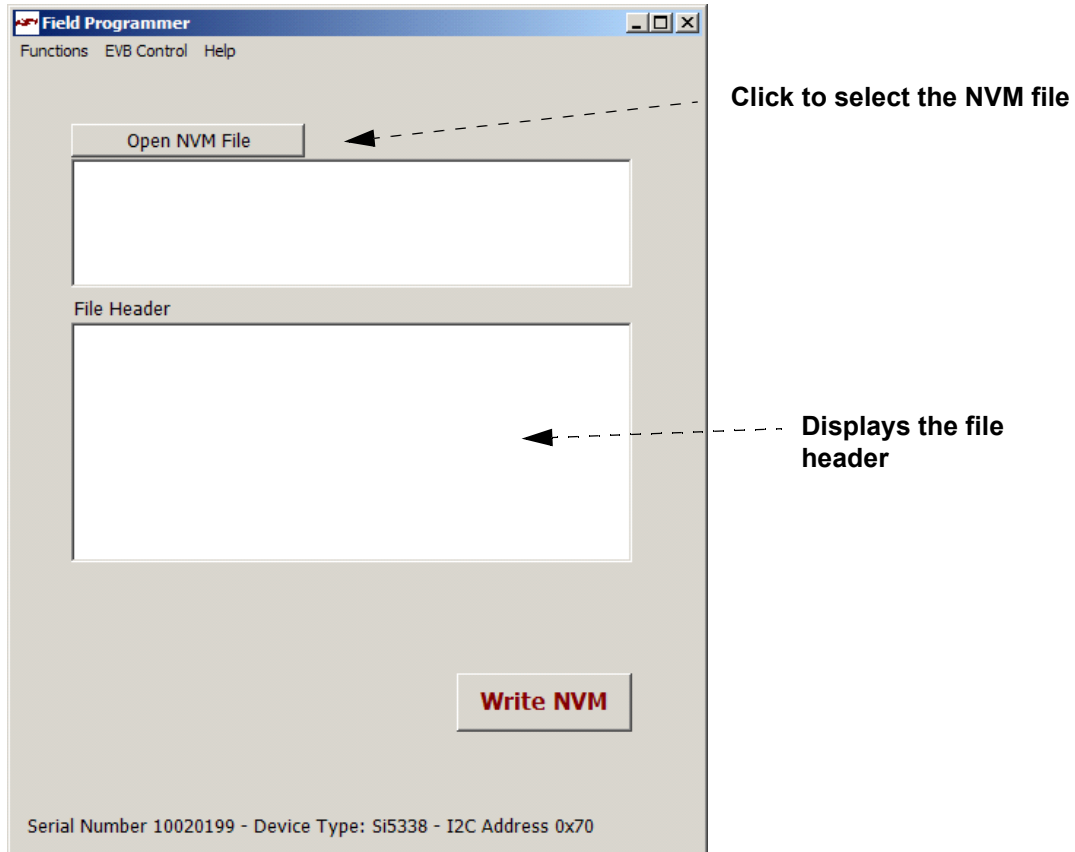 Field Programmer
Functions EVB Control Help
Click to select the NVM file
Open NVM File
File Header
Displays the file
header
Write NVM
Serial Number 10020199 - Device Type: Si5338 - I2C Address 0x70